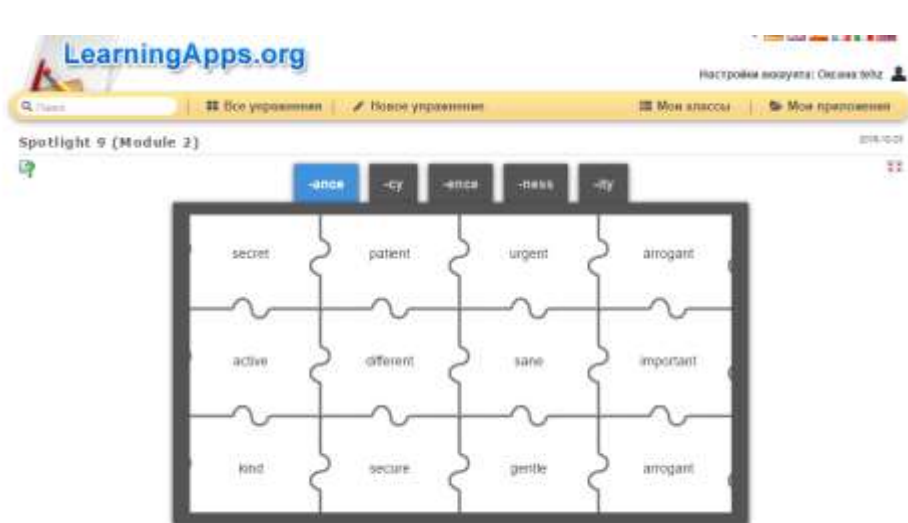 LearningApps.org
Настройки аккаунта: Оксана
Все упражнения | Новое упражнение Мои классы | Мои приложения
Spotlight 9 (Module 2)
-ance -cy -ence -ness -ity
secret patient urgent arrogant
active different sane important
kind secure gentle arrogant